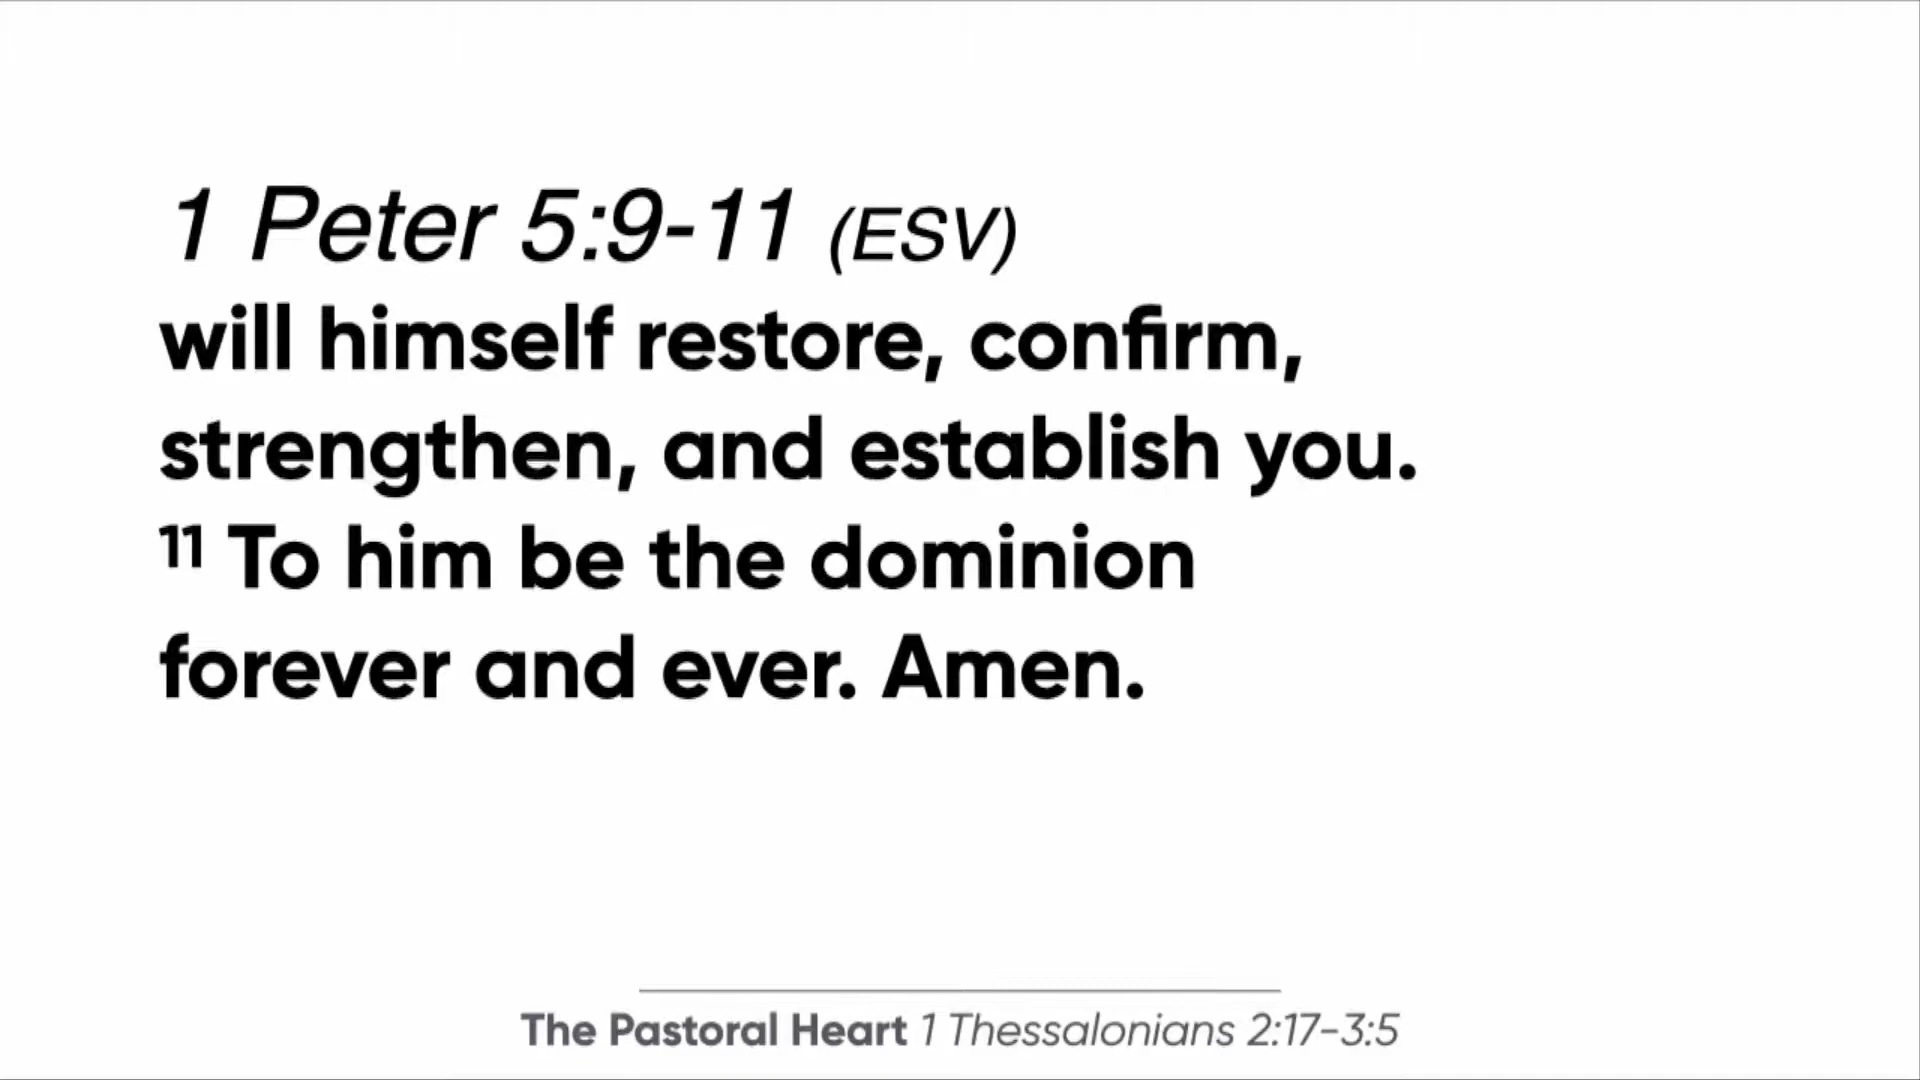 1 Peter 5:9-11 (ESV)
will himself restore, confirm,
strengthen, and establish you.
¹¹ To him be the dominion
forever and ever. Amen.
The Pastoral Heart 1 Thessalonians 2:17–3:5